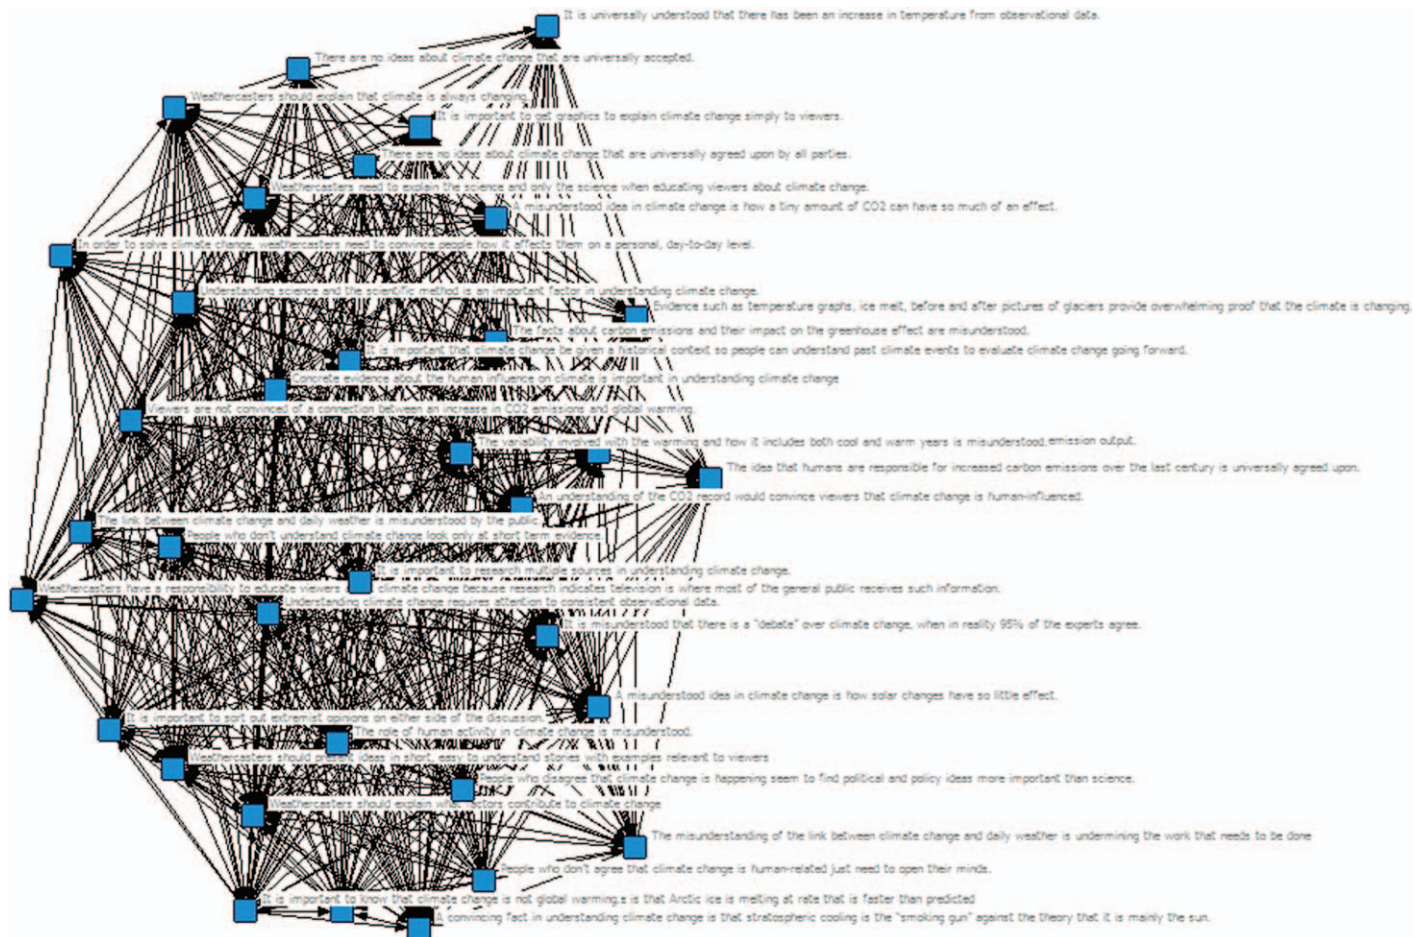 It is universally understood that there has been an increase in temperature from observational data.
There are no ideas about climate change that are universally accepted.
Weathercasters should explain that climate is always changing.
It is important to get graphics to explain climate change simply to viewers.
There are no ideas about climate change that are universally agreed upon by all parties.
Weathercasters need to explain the science and only the science when educating viewers about climate change.
A misunderstood idea in climate change is how a tiny amount of CO2 can have so much of an effect.
In order to solve climate change, weathercasters need to convince people how it affects them on a personal, day-to-day level.
Understanding science and the scientific method is an important factor in understanding climate change.
Evidence such as temperature graphs, ice melt, before and after pictures of glaciers provide overwhelming proof that the climate is changing.
The facts about carbon emissions and their impact on the greenhouse effect are misunderstood.
It is important that climate change be given a historical context so people can understand past climate events to evaluate climate change going forward.
Concrete evidence about the human influence on climate is important in understanding climate change
Viewers are not convinced of a connection between an increase in CO2 emissions and global warming.
The variability involved with the warming and how it includes both cool and warm years is misunderstood. emission output.
The idea that humans are responsible for increased carbon emissions over the last century is universally agreed upon.
An understanding of the CO2 record would convince viewers that climate change is human-influenced.
The link between climate change and daily weather is misunderstood by the public.
People who don't understand climate change look only at short term evidence.
It is important to research multiple sources in understanding climate change.
Weathercasters have a responsibility to educate viewers climate change because research indicates television is where most of the general public receives such information.
Understanding climate change requires attention to consistent observational data.
It is misunderstood that there is a "debate" over climate change, when in reality 95% of the experts agree.
A misunderstood idea in climate change is how solar changes have so little effect.
It is important to sort out extremist opinions on either side of the discussion.
The role of human activity in climate change is misunderstood.
Weathercasters should present ideas in short, easy to understand stories with examples relevant to viewers
People who disagree that climate change is happening seem to find political and policy ideas more important than science.
Weathercasters should explain what factors contribute to climate change
The misunderstanding of the link between climate change and daily weather is undermining the work that needs to be done
People who don't agree that climate change is human-related just need to open their minds.
It is important to know that climate change is not global warming. is that Arctic ice is melting at rate that is faster than predicted
A convincing fact in understanding climate change is that stratospheric cooling is the "smoking gun" against the theory that it is mainly the sun.